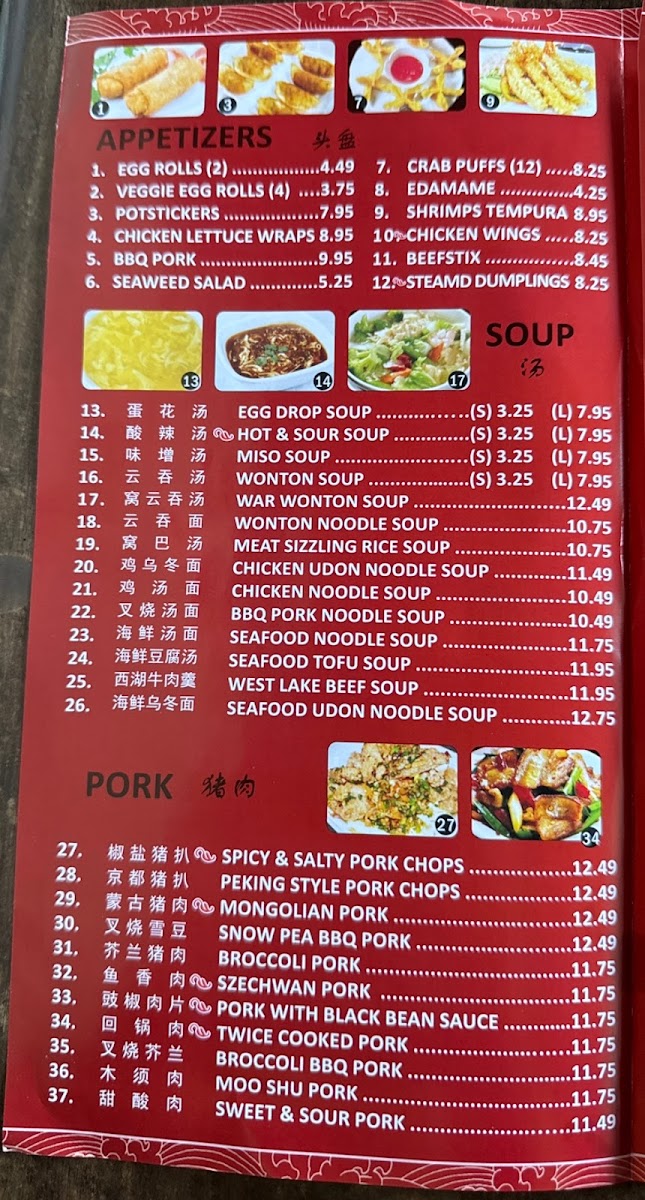 1 3 7 9
APPETIZERS 头盘
1. EGG ROLLS (2) .................4.49
2. VEGGIE EGG ROLLS (4) ....3.75
3. POTSTICKERS ..................7.95
4. CHICKEN LETTUCE WRAPS 8.95
5. BBQ PORK ......................9.95
6. SEAWEED SALAD .............5.25
7. CRAB PUFFS (12) .....8.25
8. EDAMAME ..............4.25
9. SHRIMPS TEMPURA 8.95
10 CHICKEN WINGS .....8.25
11. BEEFSTIX .................8.45
12. STEAMD DUMPLINGS 8.25
13 14 17
SOUP
汤
13. 蛋花汤 EGG DROP SOUP ..................(S) 3.25 (L) 7.95
14. 酸辣汤 HOT & SOUR SOUP ..............(S) 3.25 (L) 7.95
15. 味增汤 MISO SOUP .........................(S) 3.25 (L) 7.95
16. 云吞汤 WONTON SOUP ...................(S) 3.25 (L) 7.95
17. 窝云吞汤 WAR WONTON SOUP ............................12.49
18. 云吞面 WONTON NOODLE SOUP .......................10.75
19. 窝巴汤 MEAT SIZZLING RICE SOUP .....................10.75
20. 鸡乌冬面 CHICKEN UDON NOODLE SOUP ..............11.49
21. 鸡汤面 CHICKEN NOODLE SOUP ........................10.49
22. 叉烧汤面 BBQ PORK NOODLE SOUP ......................10.49
23. 海鲜汤面 SEAFOOD NOODLE SOUP ........................11.75
24. 海鲜豆腐汤 SEAFOOD TOFU SOUP ............................11.95
25. 西湖牛肉羹 WEST LAKE BEEF SOUP ...........................11.95
26. 海鲜乌冬面 SEAFOOD UDON NOODLE SOUP .............12.75
PORK 猪肉
27 34
27. 椒盐猪扒 SPICY & SALTY PORK CHOPS ...................12.49
28. 京都猪扒 PEKING STYLE PORK CHOPS ....................12.49
29. 蒙古猪肉 MONGOLIAN PORK .................................12.49
30. 叉烧雪豆 SNOW PEA BBQ PORK .............................12.49
31. 芥兰猪肉 BROCCOLI PORK ......................................11.75
32. 鱼香肉 SZECHWAN PORK ...................................11.75
33. 豉椒肉片 PORK WITH BLACK BEAN SAUCE .............11.75
34. 回锅肉 TWICE COOKED PORK .............................11.75
35. 叉烧芥兰 BROCCOLI BBQ PORK ..............................11.75
36. 木须肉 MOO SHU PORK .....................................11.75
37. 甜酸肉 SWEET & SOUR PORK ..............................11.49